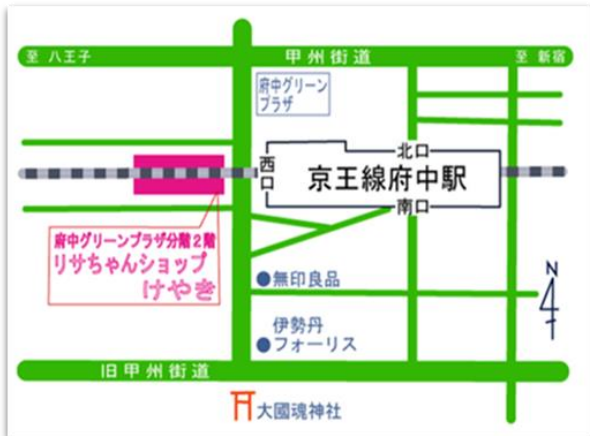 至 八王子
甲州街道
至 新宿
府中グリーン
プラザ
北口
西口
京王線府中駅
南口
府中グリーンプラザ分階2階
リサちゃんショップ
けやき
無印良品
N
伊勢丹
フォーリス
旧甲州街道
大國魂神社